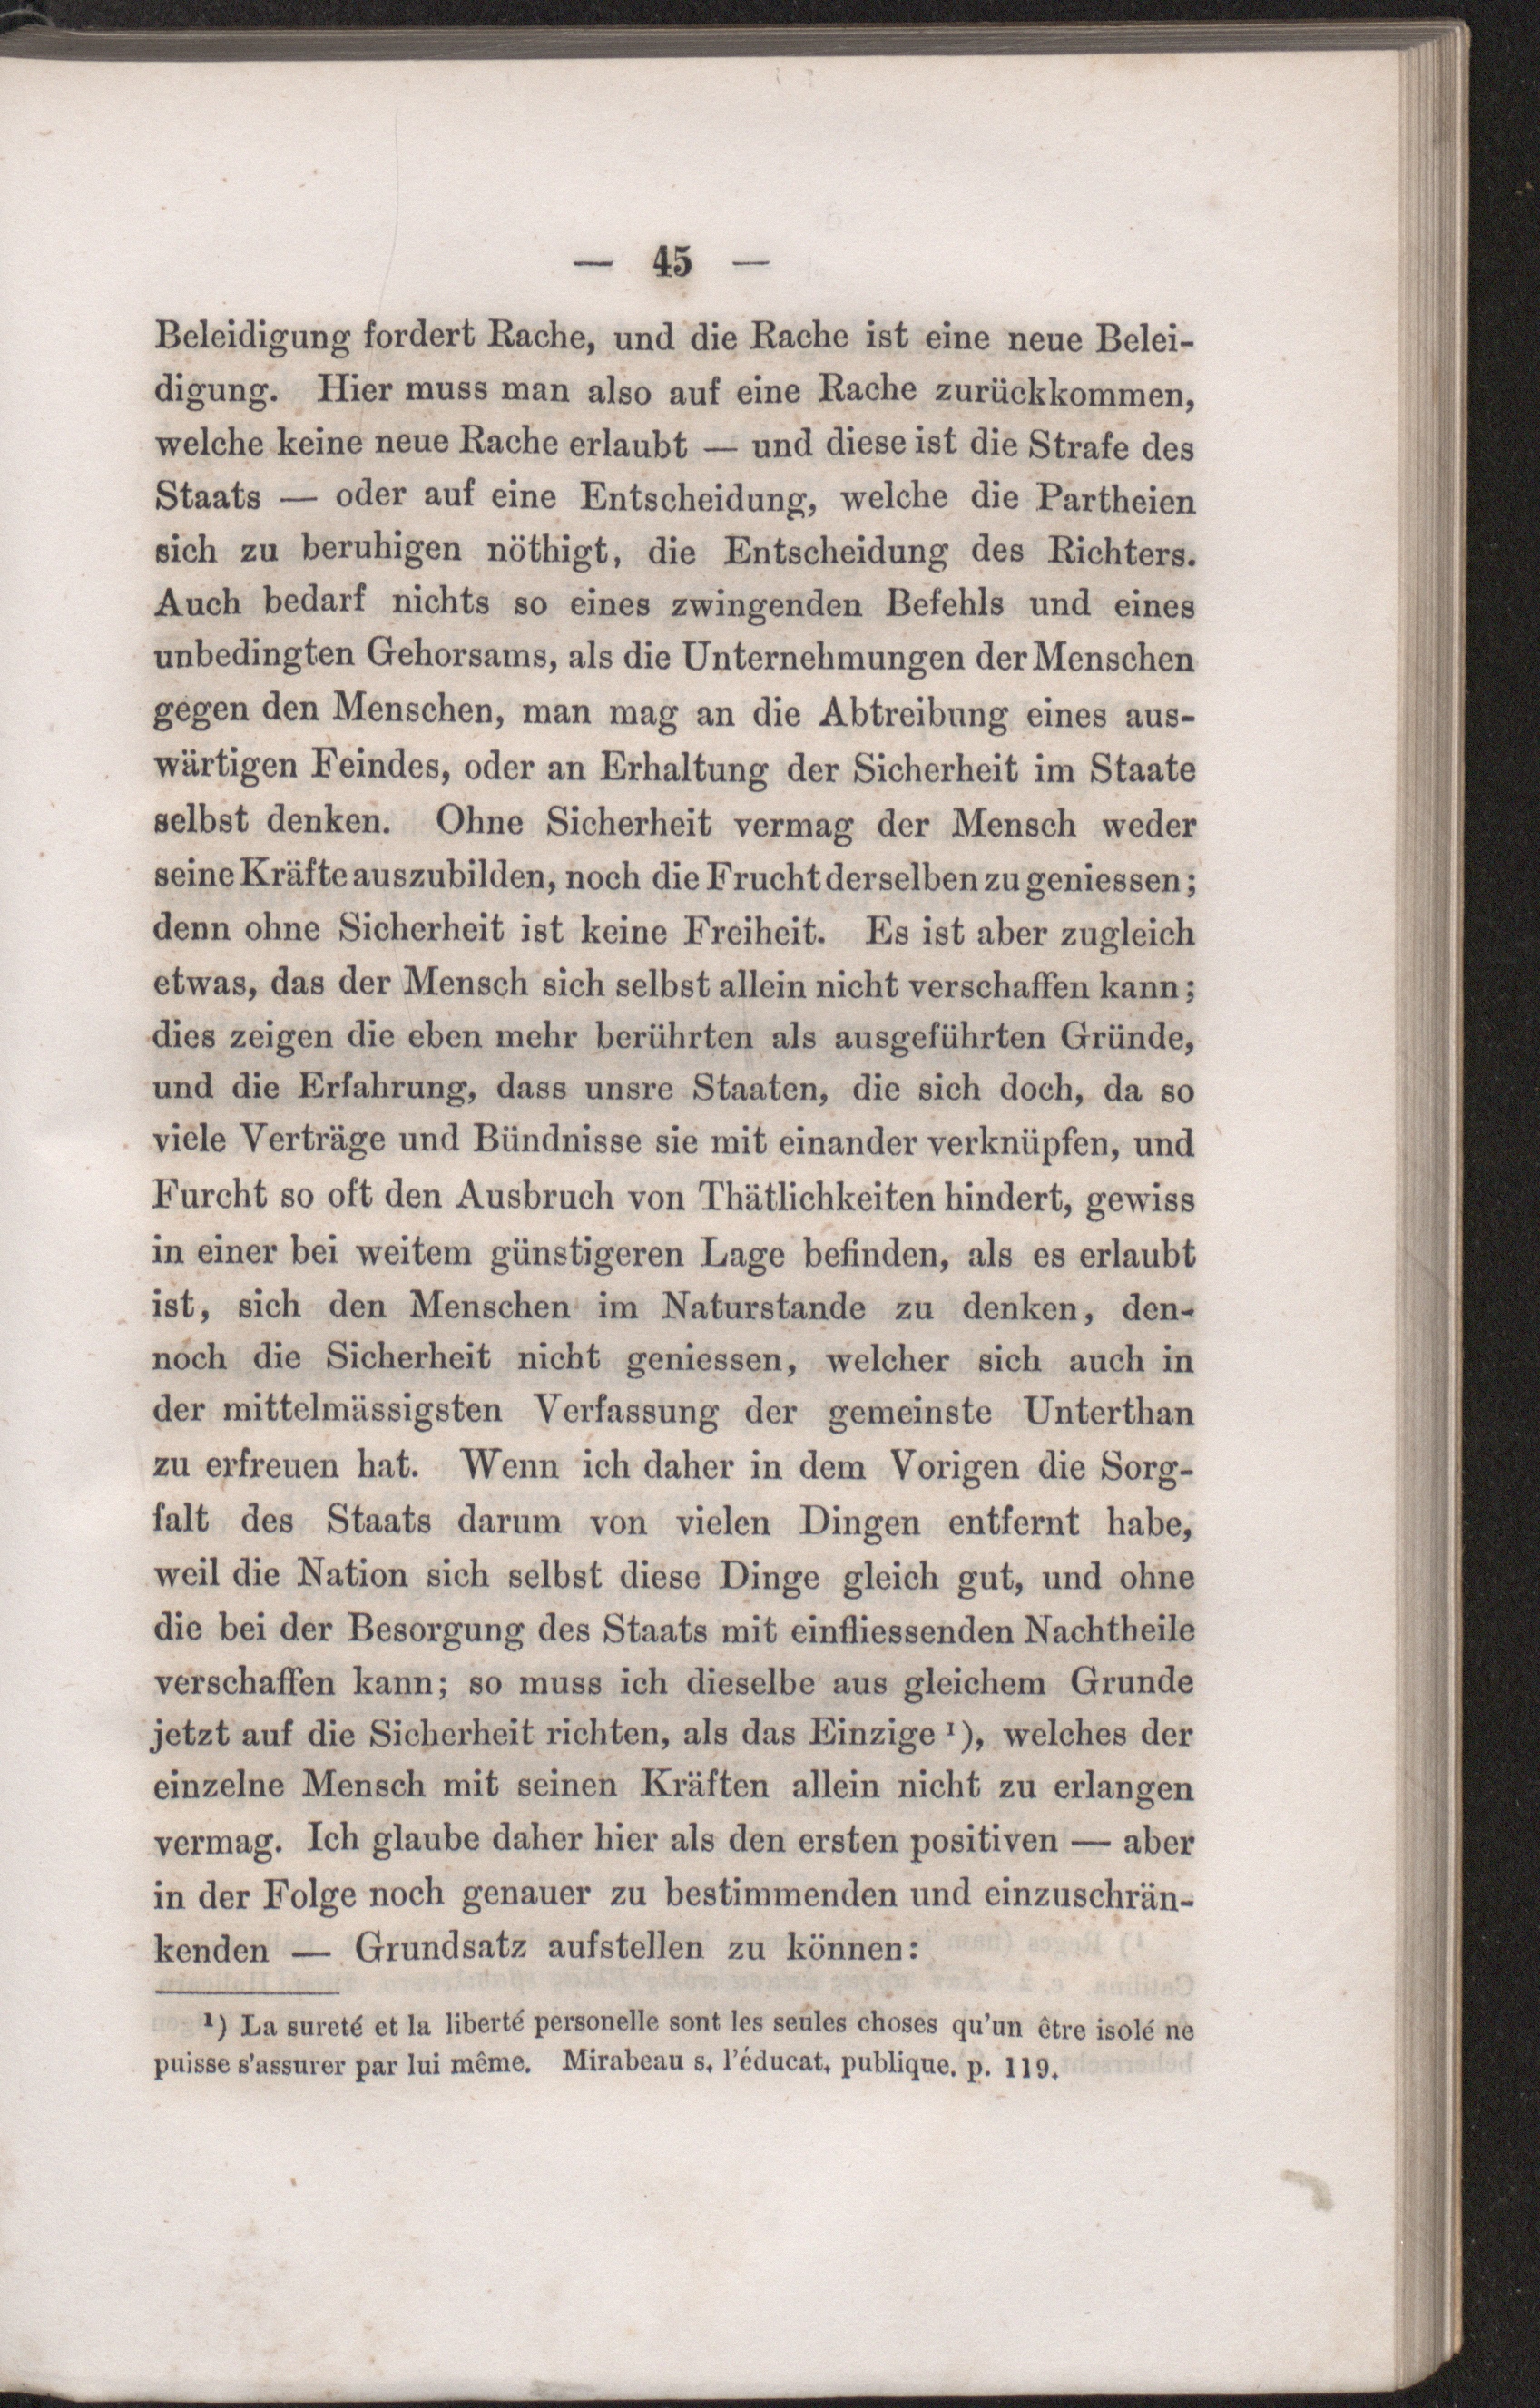 — 45 —
Beleidigung fordert Rache, und die Rache ist eine neue Belei-
digung. Hier muss man also auf eine Rache zurückkommen,
welche keine neue Rache erlaubt — und diese ist die Strafe des
Staats — oder auf eine Entscheidung, welche die Partheien
sich zu beruhigen nöthigt, die Entscheidung des Richters.
Auch bedarf nichts so eines zwingenden Befehls und eines
unbedingten Gehorsams, als die Unternehmungen der Menschen
gegen den Menschen, man mag an die Abtreibung eines aus-
wärtigen Feindes, oder an Erhaltung der Sicherheit im Staate
selbst denken. Ohne Sicherheit vermag der Mensch weder
seine Kräfte auszubilden, noch die Frucht derselben zu geniessen;
denn ohne Sicherheit ist keine Freiheit. Es ist aber zugleich
etwas, das der Mensch sich selbst allein nicht verschaffen kann;
dies zeigen die eben mehr berührten als ausgeführten Gründe,
und die Erfahrung, dass unsre Staaten, die sich doch, da so
viele Verträge und Bündnisse sie mit einander verknüpfen, und
Furcht so oft den Ausbruch von Thätlichkeiten hindert, gewiss
in einer bei weitem günstigeren Lage befinden, als es erlaubt
ist, sich den Menschen im Naturstande zu denken, den-
noch die Sicherheit nicht geniessen, welcher sich auch in
der mittelmässigsten Verfassung der gemeinste Unterthan
zu erfreuen hat. Wenn ich daher in dem Vorigen die Sorg-
falt des Staats darum von vielen Dingen entfernt habe,
weil die Nation sich selbst diese Dinge gleich gut, und ohne
die bei der Besorgung des Staats mit einfliessenden Nachtheile
verschaffen kann; so muss ich dieselbe aus gleichem Grunde
jetzt auf die Sicherheit richten, als das Einzige ¹), welches der
einzelne Mensch mit seinen Kräften allein nicht zu erlangen
vermag. Ich glaube daher hier als den ersten positiven — aber
in der Folge noch genauer zu bestimmenden und einzuschrän-
kenden — Grundsatz aufstellen zu können:
¹) La sureté et la liberté personelle sont les seules choses qu'un être isolé ne
puisse s'assurer par lui même. Mirabeau s. l'éducat. publique. p. 119.